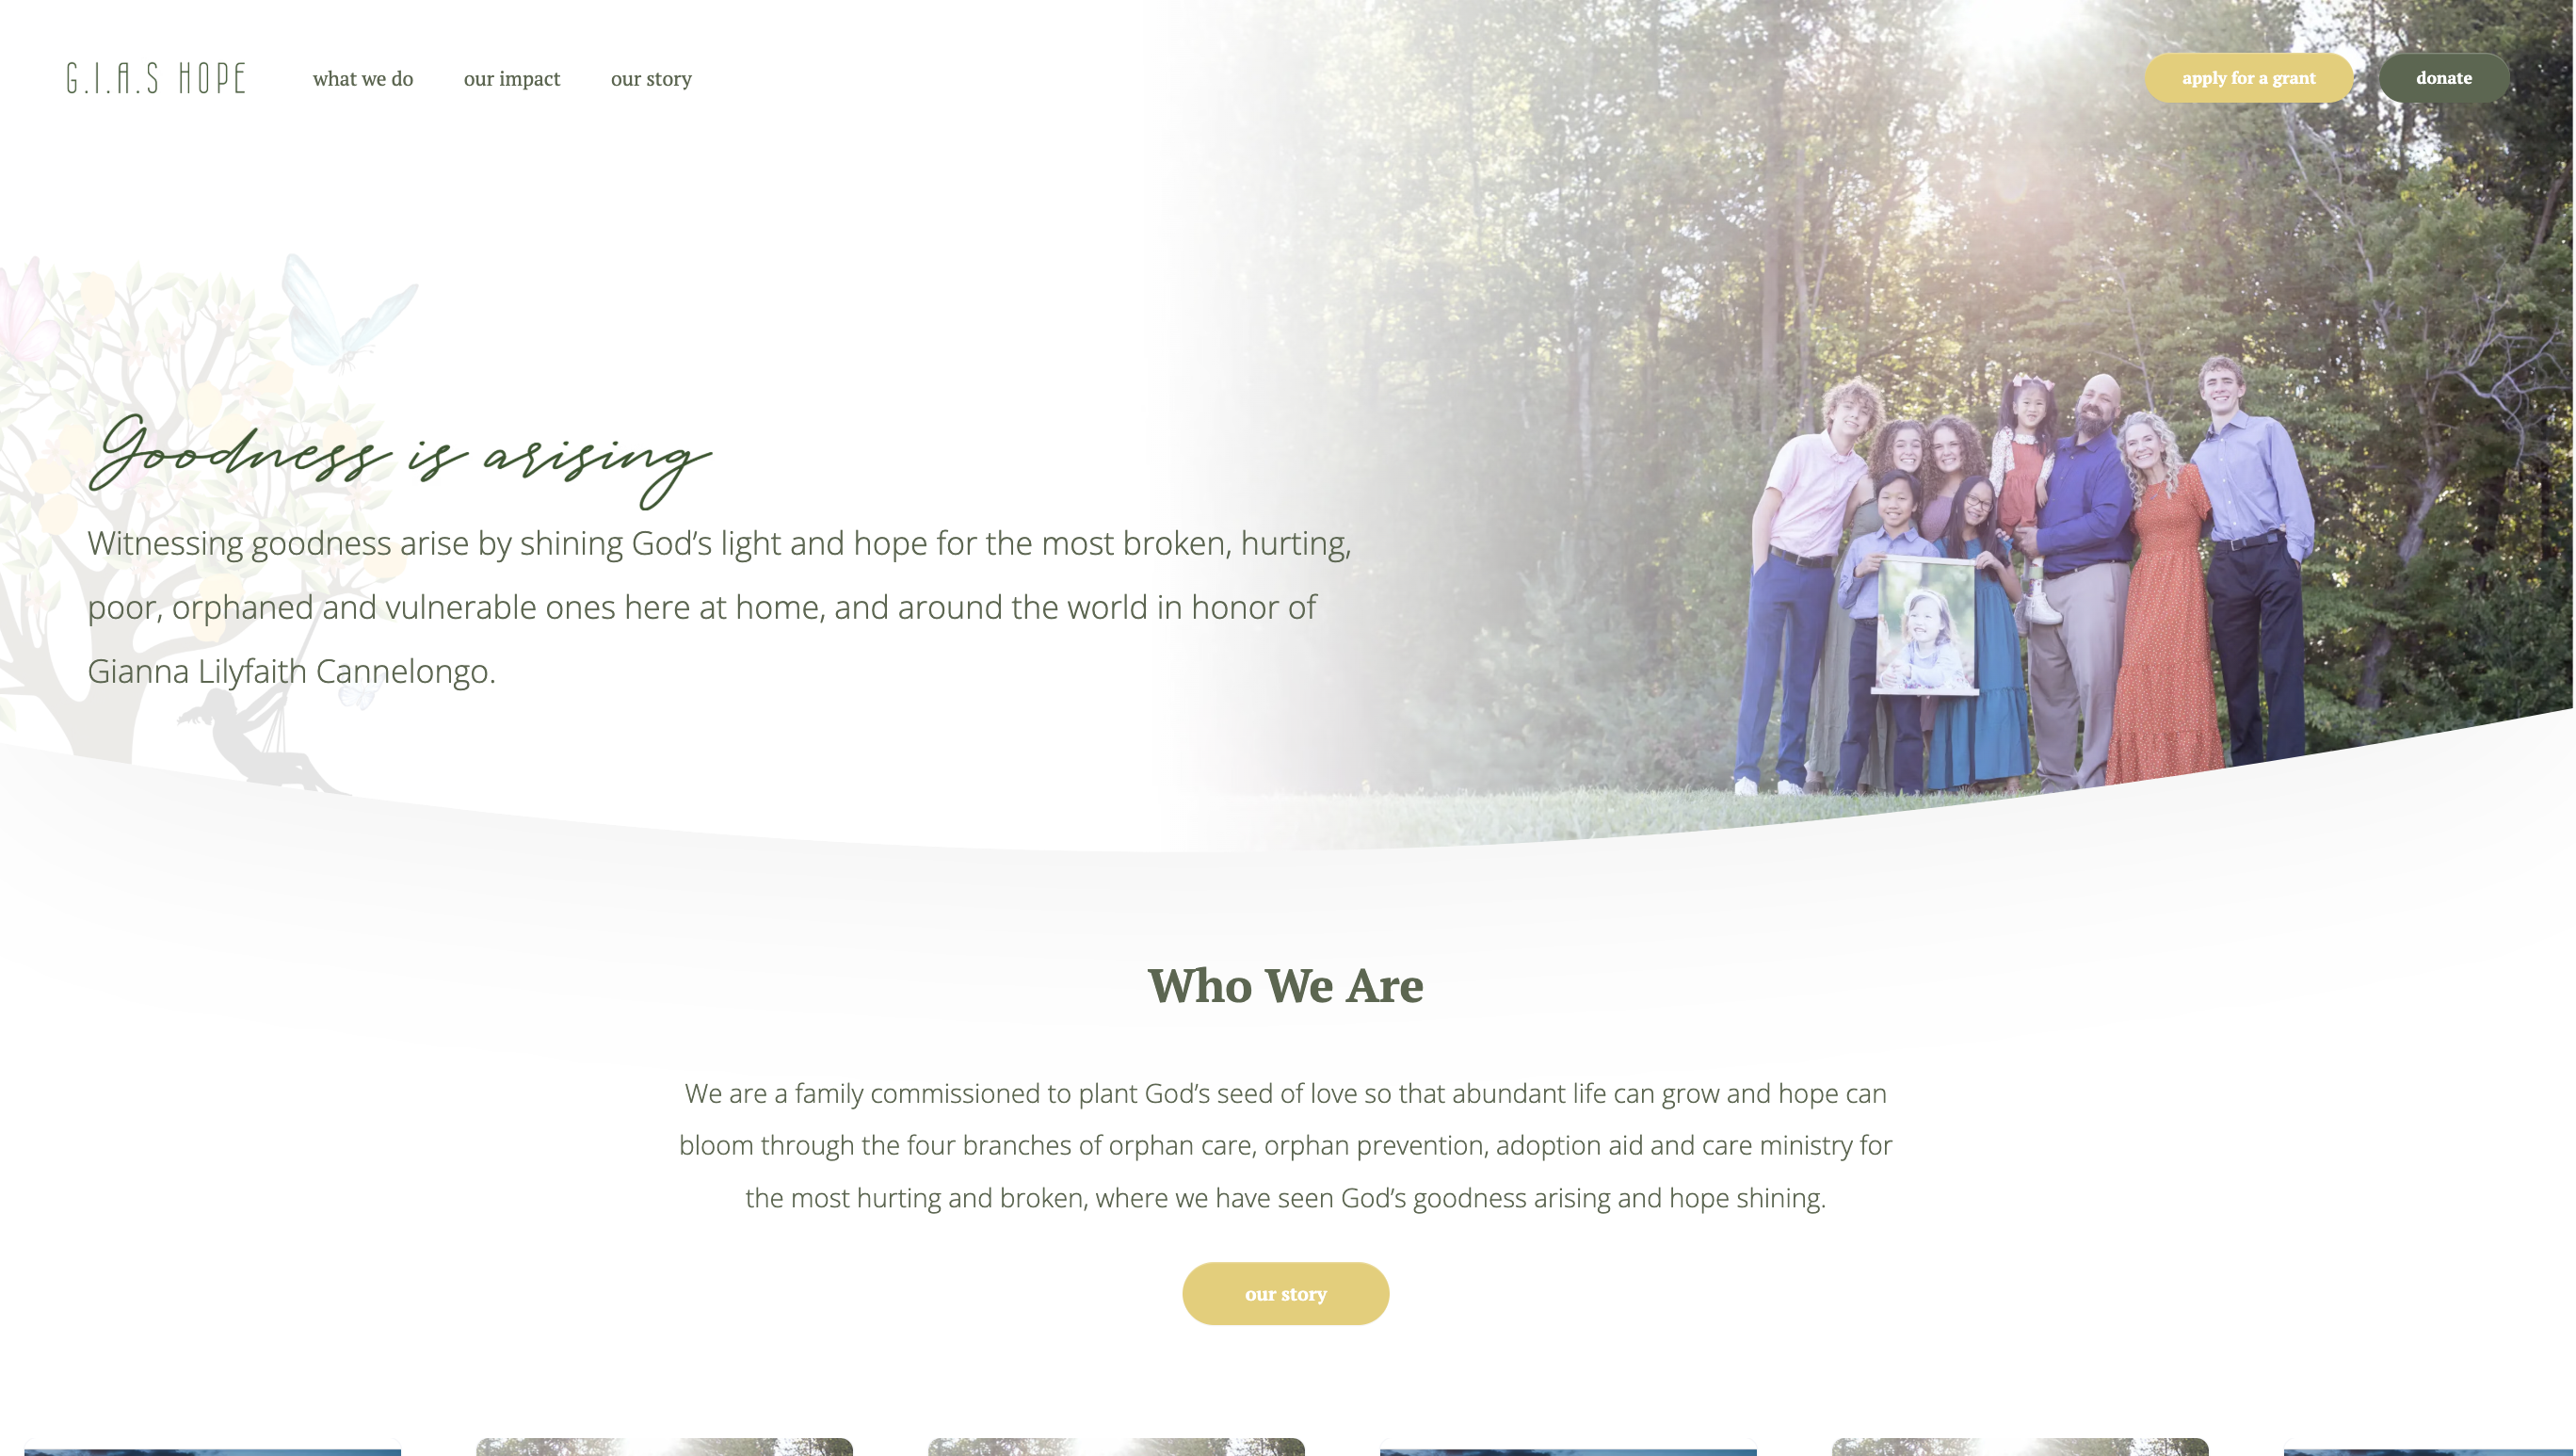 G.I.A.S HOPE
what we do
our impact
our story
apply for a grant
donate
Goodness is arising
Witnessing goodness arise by shining God’s light and hope for the most broken, hurting,
poor, orphaned and vulnerable ones here at home, and around the world in honor of
Gianna Lilyfaith Cannelongo.
Who We Are
We are a family commissioned to plant God’s seed of love so that abundant life can grow and hope can
bloom through the four branches of orphan care, orphan prevention, adoption aid and care ministry for
the most hurting and broken, where we have seen God’s goodness arising and hope shining.
our story